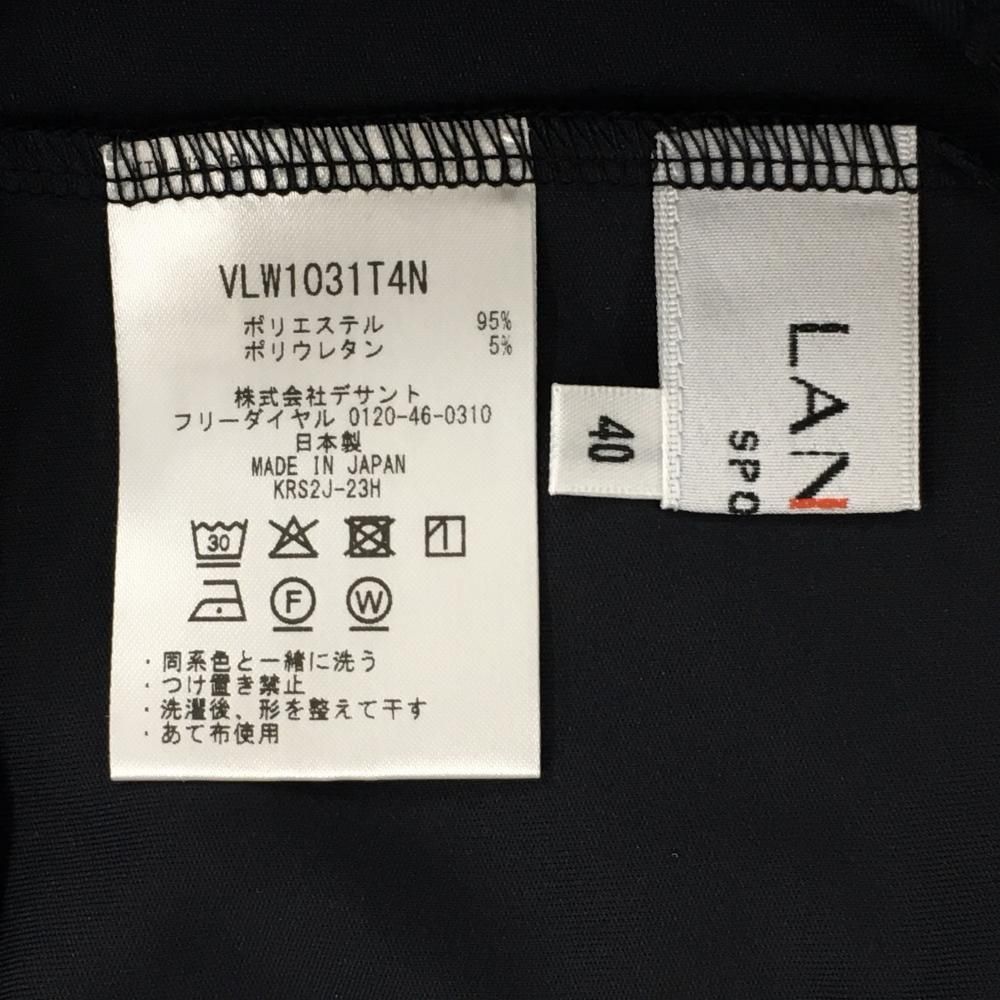 VLW1031T4N
ポリエステル 95%
ポリウレタン 5%
株式会社デサント
フリーダイヤル 0120-46-0310
日本製
MADE IN JAPAN
KRS2J-23H
30
F W
・同系色と一緒に洗う
・つけ置き禁止
・洗濯後、形を整えて干す
・あて布使用
40
LAN
SPO